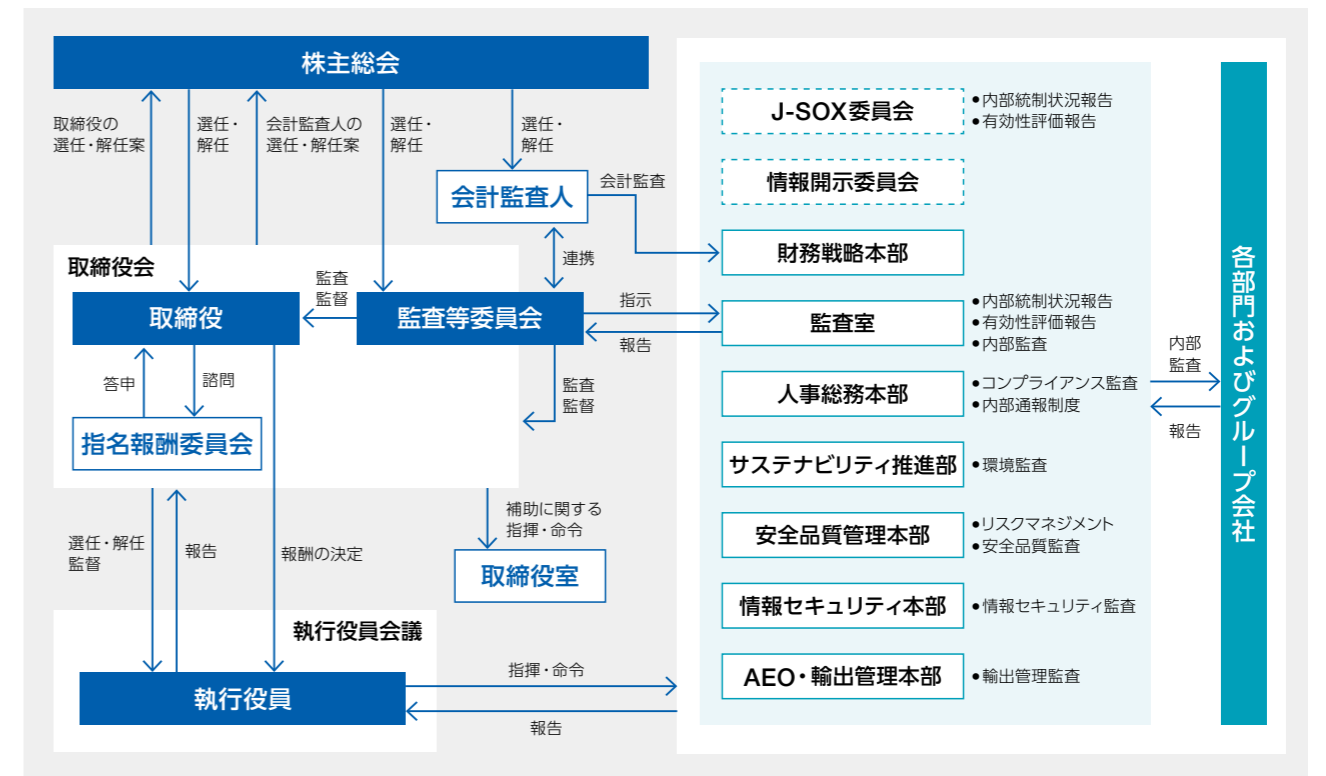 株主総会
取締役の
選任・解任案
選任・
解任
会計監査人の
選任・解任案
選任・
解任
選任・
解任
会計監査人
会計監査
連携
取締役会
取締役
監査
監督
監査等委員会
指示
報告
答申
諮問
監査
監督
指名報酬委員会
選任・解任
監督
報告
報酬の決定
補助に関する
指揮・命令
取締役室
執行役員会議
執行役員
指揮・命令
報告
J-SOX委員会
●内部統制状況報告
●有効性評価報告
情報開示委員会
財務戦略本部
監査室
●内部統制状況報告
●有効性評価報告
●内部監査
人事総務本部
●コンプライアンス監査
●内部通報制度
サステナビリティ推進部
●環境監査
安全品質管理本部
●リスクマネジメント
●安全品質監査
情報セキュリティ本部
●情報セキュリティ監査
AEO・輸出管理本部
●輸出管理監査
内部
監査
報告
各部門およびグループ会社